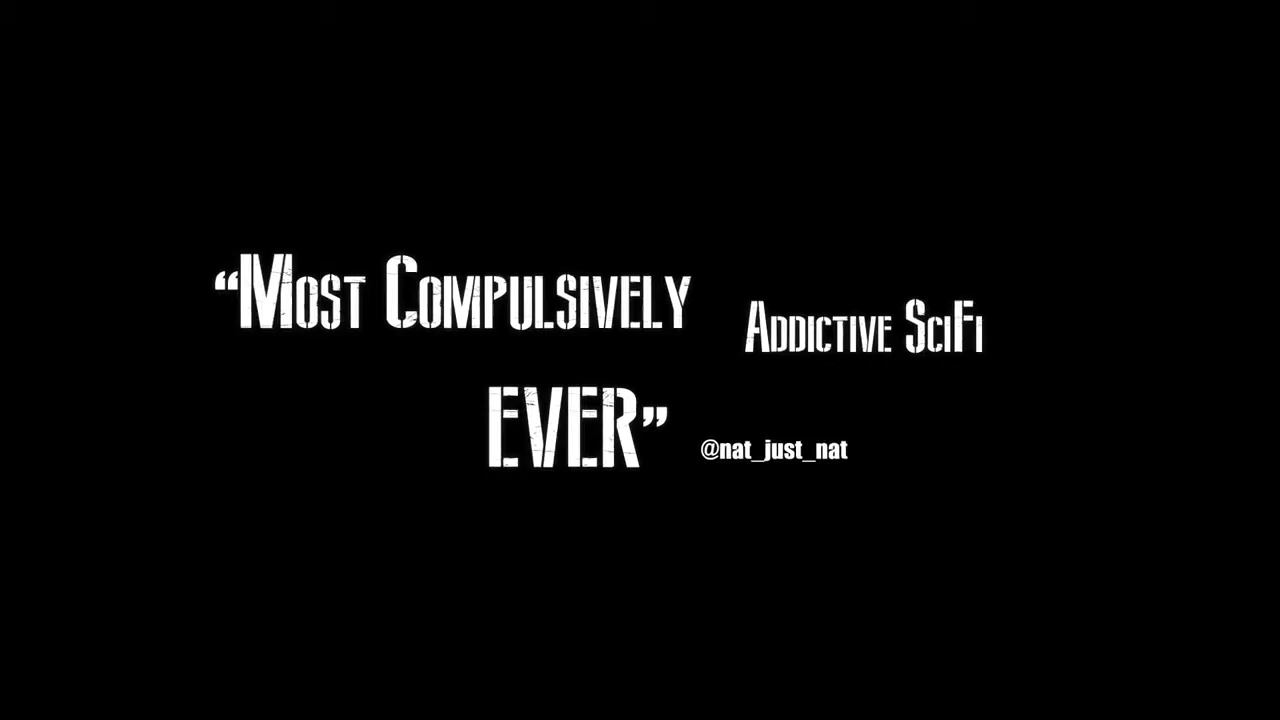 “Most Compulsively
Addictive SciFi
EVER”
@nat_just_nat